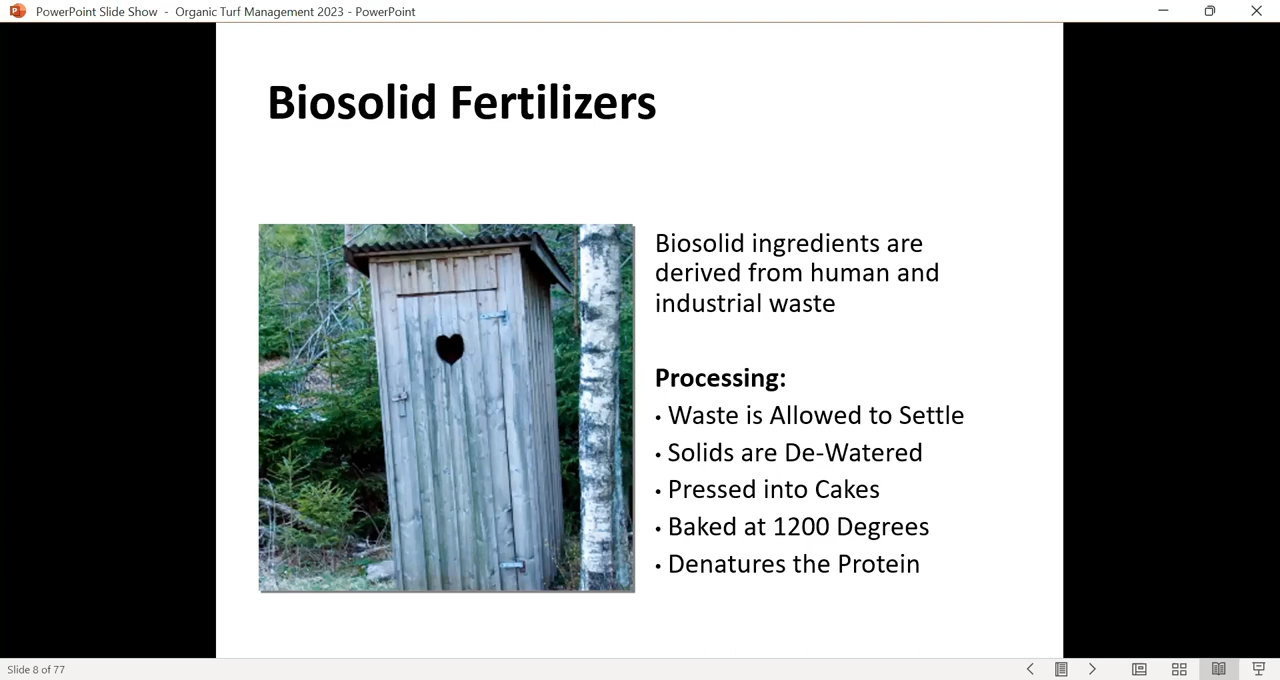 PowerPoint Slide Show - Organic Turf Management 2023 - PowerPoint
Biosolid Fertilizers
Biosolid ingredients are
derived from human and
industrial waste
Processing:
• Waste is Allowed to Settle
• Solids are De-Watered
• Pressed into Cakes
• Baked at 1200 Degrees
• Denatures the Protein
Slide 8 of 77